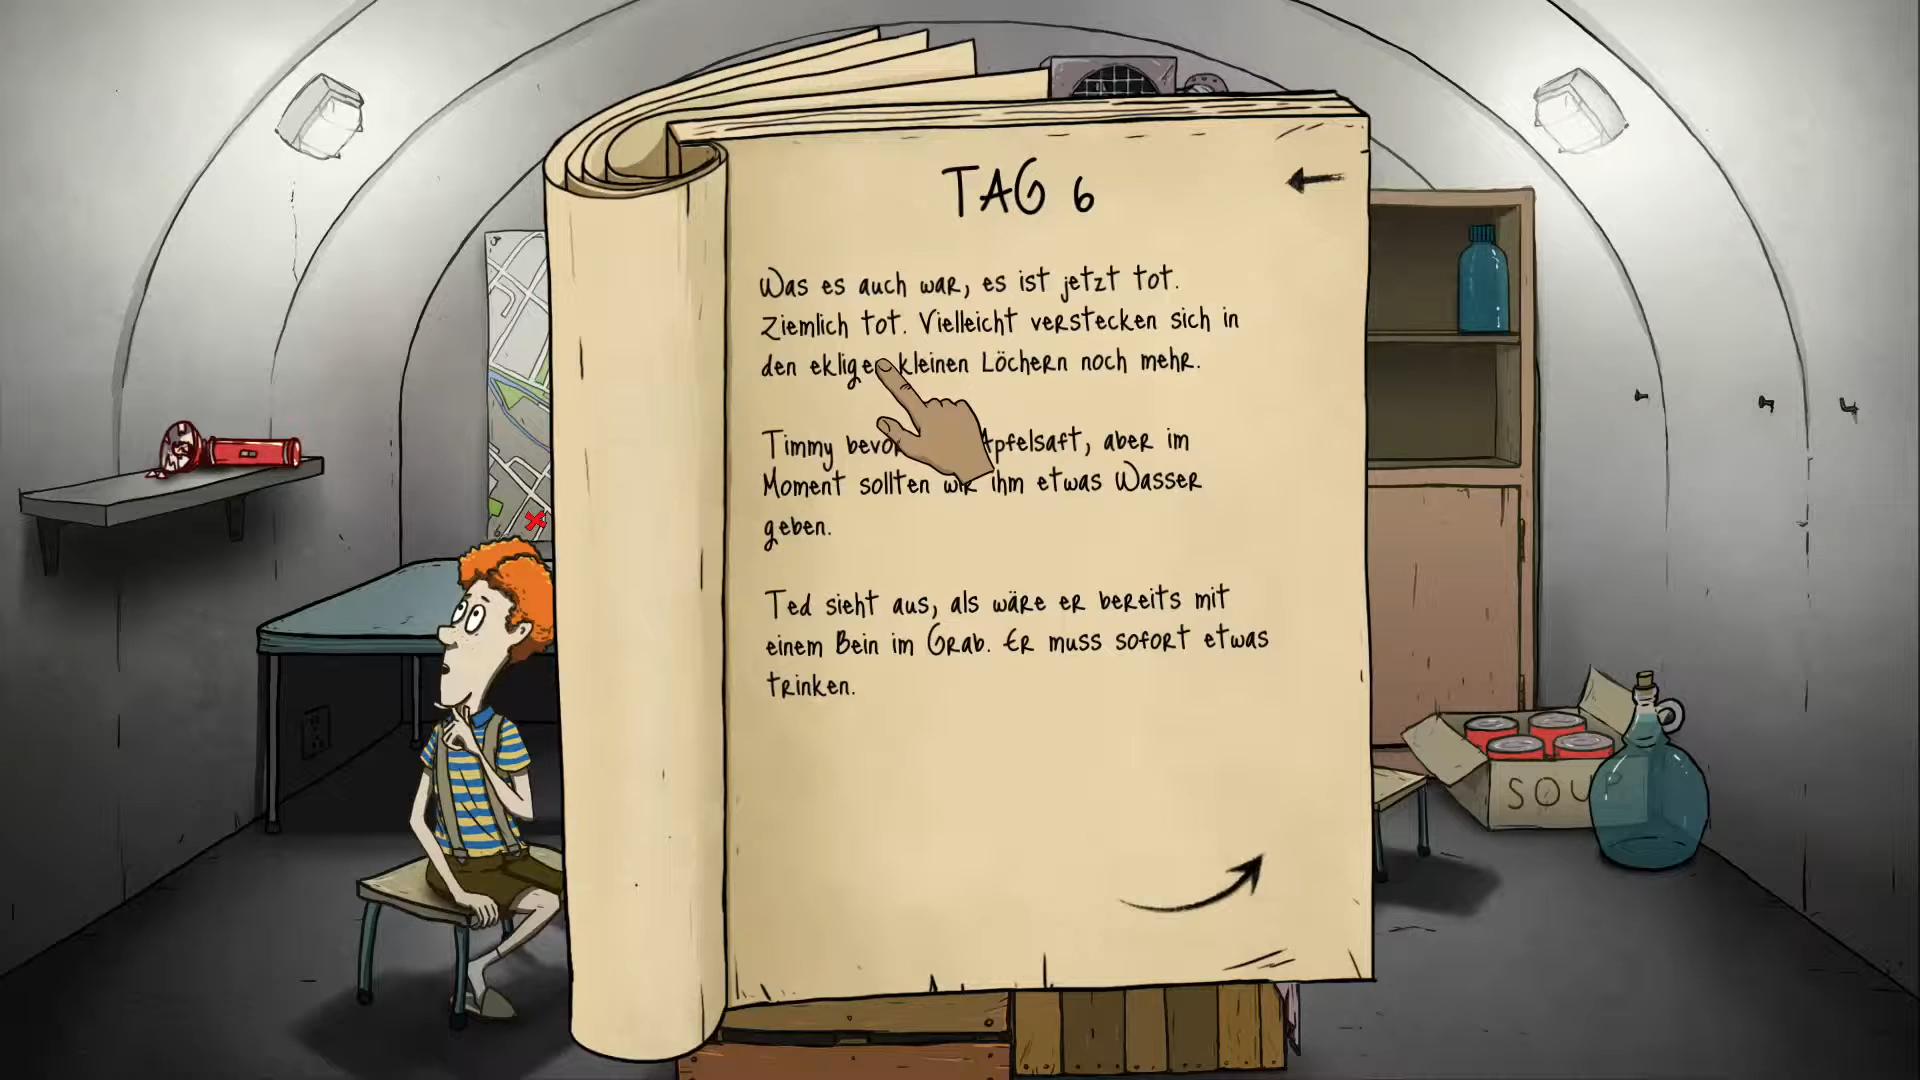 TAG 6
Was es auch war, es ist jetzt tot.
Ziemlich tot. Vielleicht verstecken sich in
den ekligen kleinen Löchern noch mehr.
Timmy Apfelsaft, aber im
Moment sollten wir ihm etwas Wasser
geben.
Ted sieht aus, als wäre er bereits mit
einem Bein im Grab. Er muss sofort etwas
trinken.